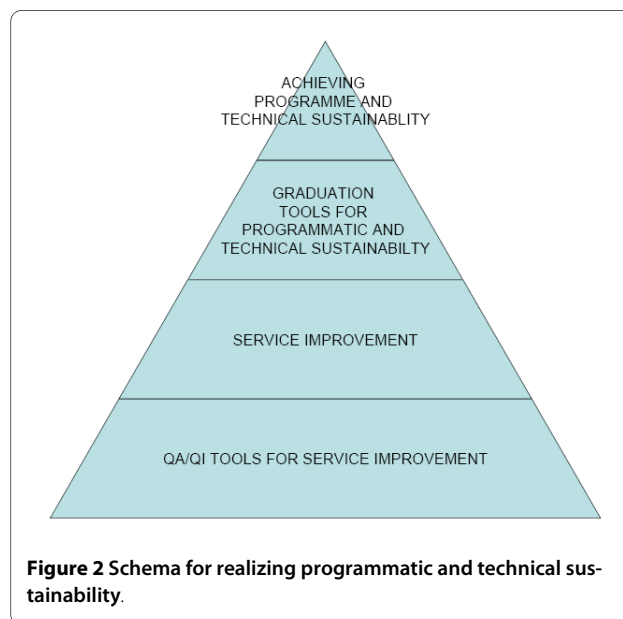 ACHIEVING
PROGRAMME AND
TECHNICAL SUSTAINABLITY
GRADUATION
TOOLS FOR
PROGRAMMATIC AND
TECHNICAL SUSTAINABILTY
SERVICE IMPROVEMENT
QA/QI TOOLS FOR SERVICE IMPROVEMENT
Figure 2 Schema for realizing programmatic and technical sus-
tainability.